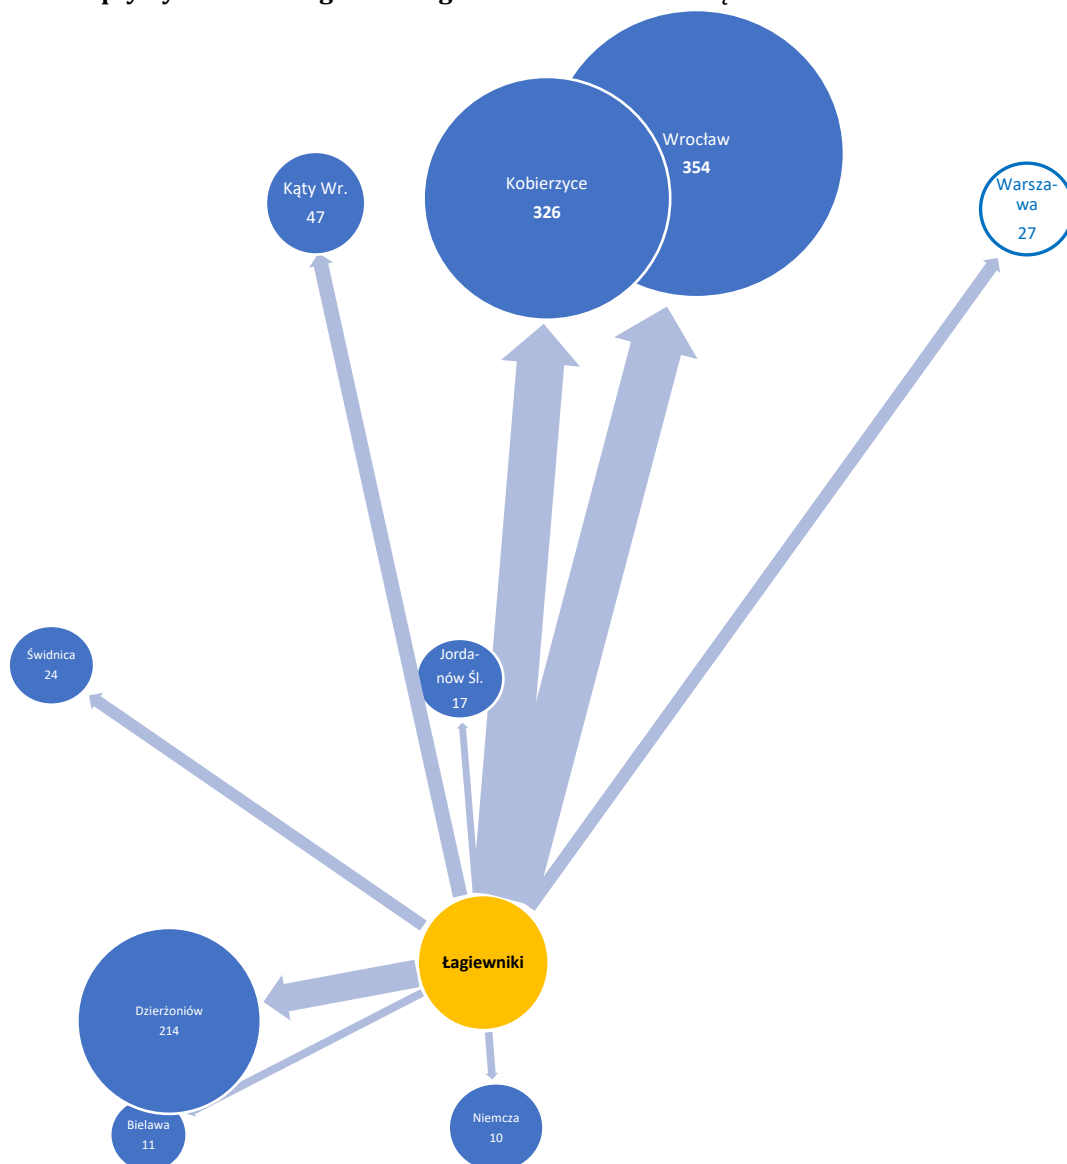 Wrocław
354
Kobierzyce
326
Kąty Wr.
47
Warsza-
wa
27
Jorda-
nów Śl.
17
Świdnica
24
Łagiewniki
Dzierżoniów
214
Bielawa
11
Niemcza
10